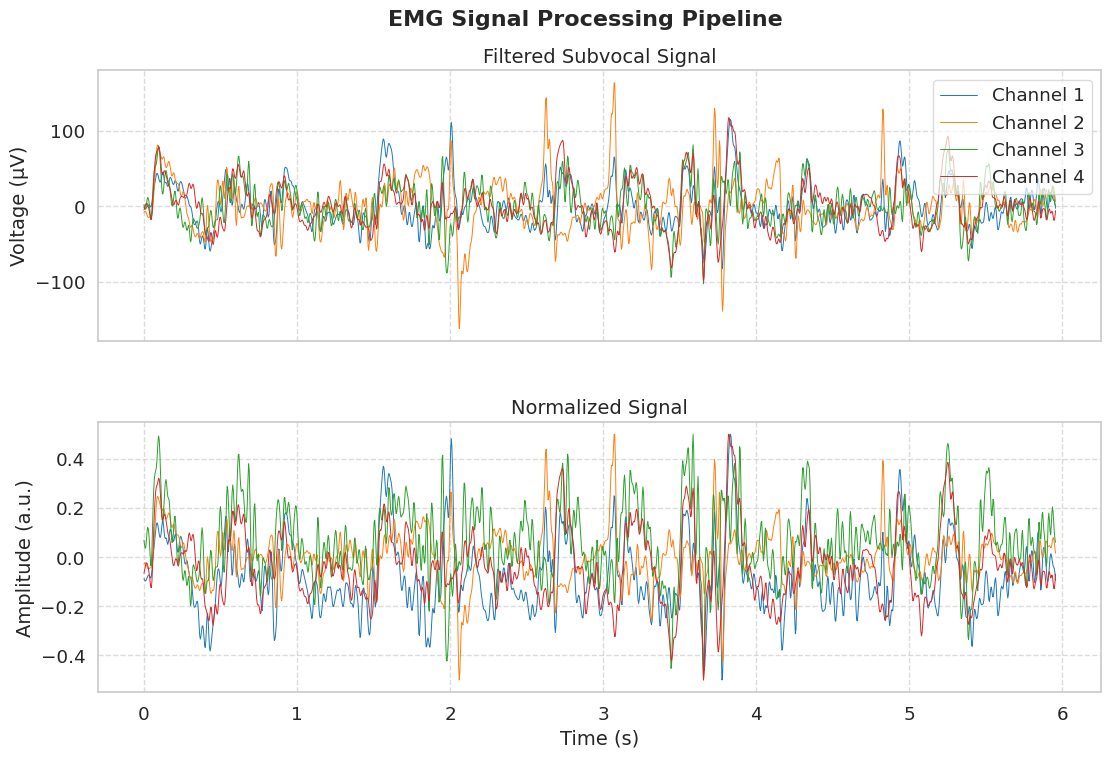 EMG Signal Processing Pipeline
Filtered Subvocal Signal
Channel 1
Channel 2
Channel 3
Channel 4
Voltage (µV)
100
0
−100
Normalized Signal
Amplitude (a.u.)
0.4
0.2
0.0
−0.2
−0.4
0 1 2 3 4 5 6
Time (s)